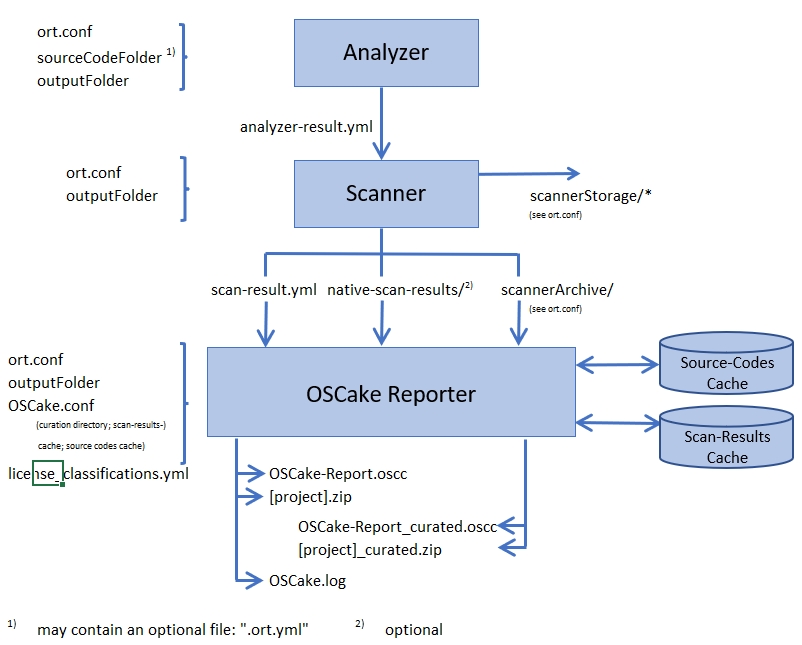 ort.conf
sourceCodeFolder 1)
outputFolder
Analyzer
analyzer-result.yml
ort.conf
outputFolder
Scanner
scannerStorage/*
(see ort.conf)
scan-result.yml
native-scan-results/2)
scannerArchive/
(see ort.conf)
ort.conf
outputFolder
OSCake.conf
(curation directory; scan-results-)
cache; source codes cache)
license_classifications.yml
OSCake Reporter
Source-Codes
Cache
Scan-Results
Cache
OSCake-Report.oscc
[project].zip
OSCake-Report_curated.oscc
[project]_curated.zip
OSCake.log
1) may contain an optional file: ".ort.yml"
2) optional